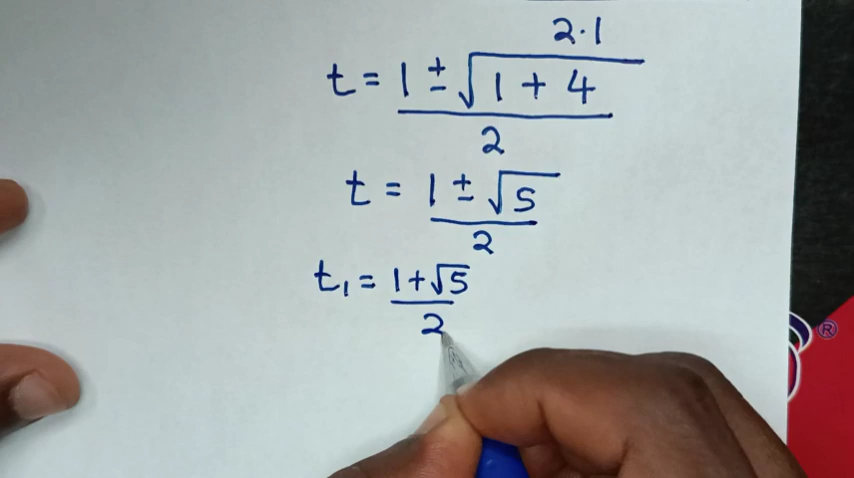 2·1
t = 1 ± √1 + 4
2
t = 1 ± √5
2
t₁ = 1+√5
2
®